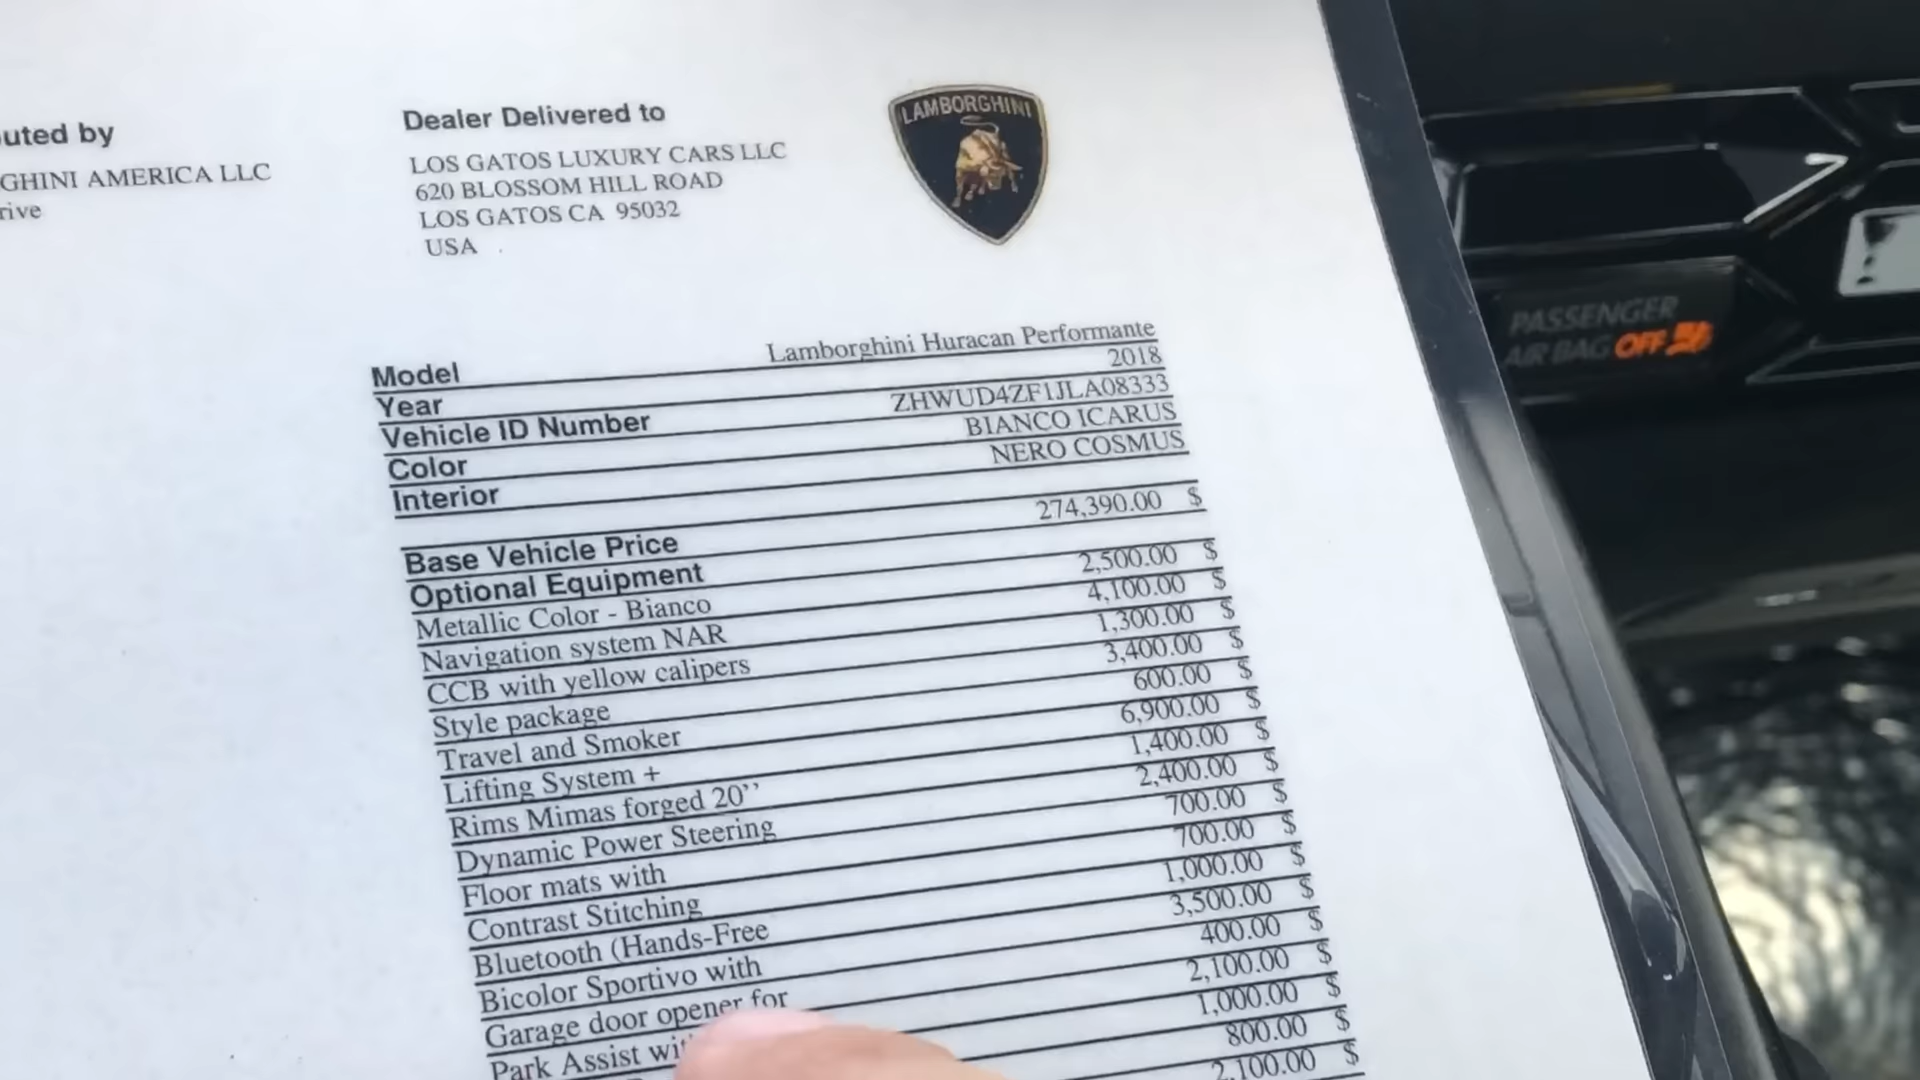 uted by
GHINI AMERICA LLC
rive
Dealer Delivered to
LOS GATOS LUXURY CARS LLC
620 BLOSSOM HILL ROAD
LOS GATOS CA 95032
USA
LAMBORGHINI
Model Lamborghini Huracan Performante
Year 2018
Vehicle ID Number ZHWUD4ZF1JLA08333
Color BIANCO ICARUS
Interior NERO COSMUS
Base Vehicle Price 274,390.00 $
Optional Equipment
Metallic Color - Bianco 2,500.00 $
Navigation system NAR 4,100.00 $
CCB with yellow calipers 1,300.00 $
Style package 3,400.00 $
Travel and Smoker 600.00 $
Lifting System + 6,900.00 $
Rims Mimas forged 20’’ 1,400.00 $
Dynamic Power Steering 2,400.00 $
Floor mats with 700.00 $
Contrast Stitching 700.00 $
Bluetooth (Hands-Free 1,000.00 $
Bicolor Sportivo with 3,500.00 $
Garage door opener for 400.00 $
Park Assist wit 2,100.00 $
1,000.00 $
800.00 $
2,100.00 $
PASSENGER
AIR BAG OFF